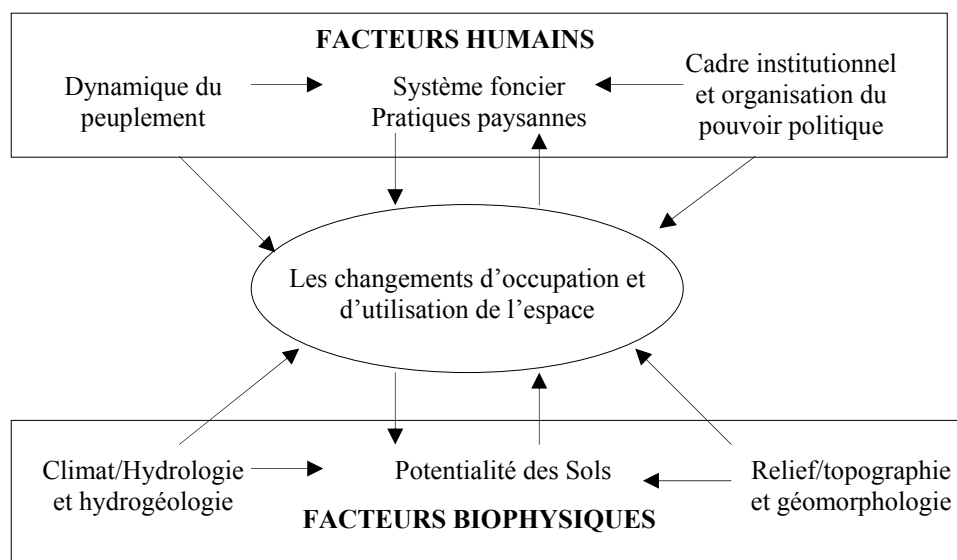 FACTEURS HUMAINS
Dynamique du
peuplement
Système foncier
Pratiques paysannes
Cadre institutionnel
et organisation du
pouvoir politique
Les changements d’occupation et
d’utilisation de l’espace
Climat/Hydrologie
et hydrogéologie
Potentialité des Sols
Relief/topographie
et géomorphologie
FACTEURS BIOPHYSIQUES